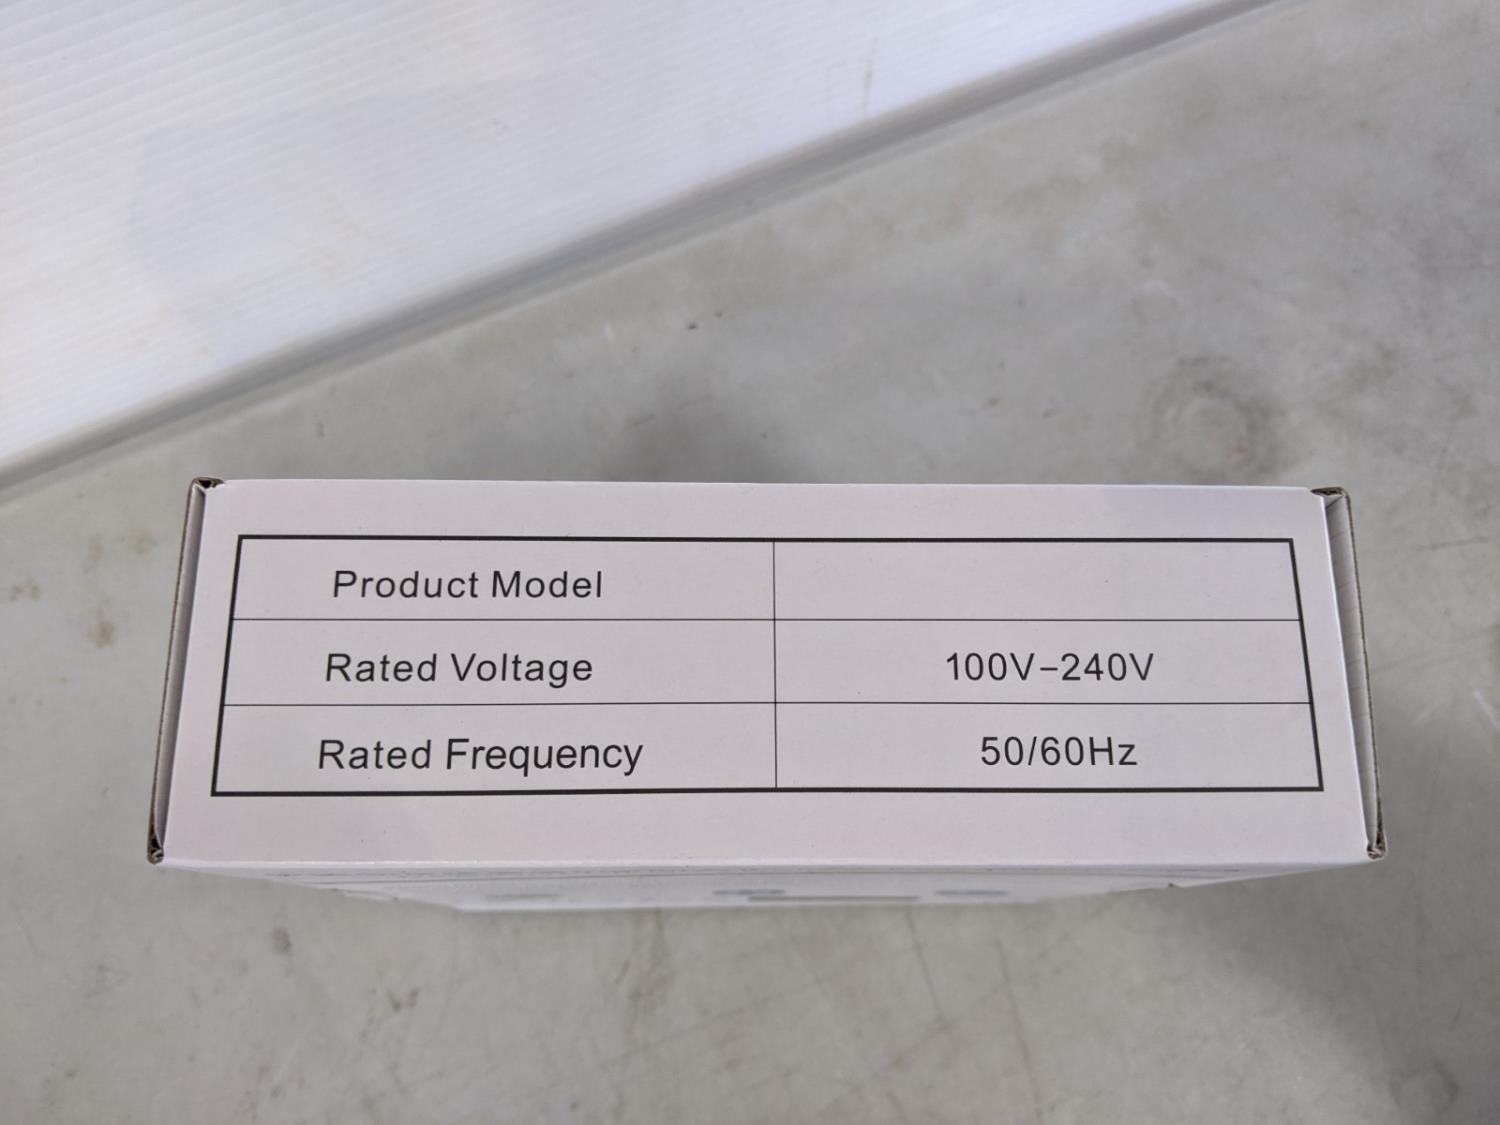 Product Model
Rated Voltage 100V–240V
Rated Frequency 50/60Hz